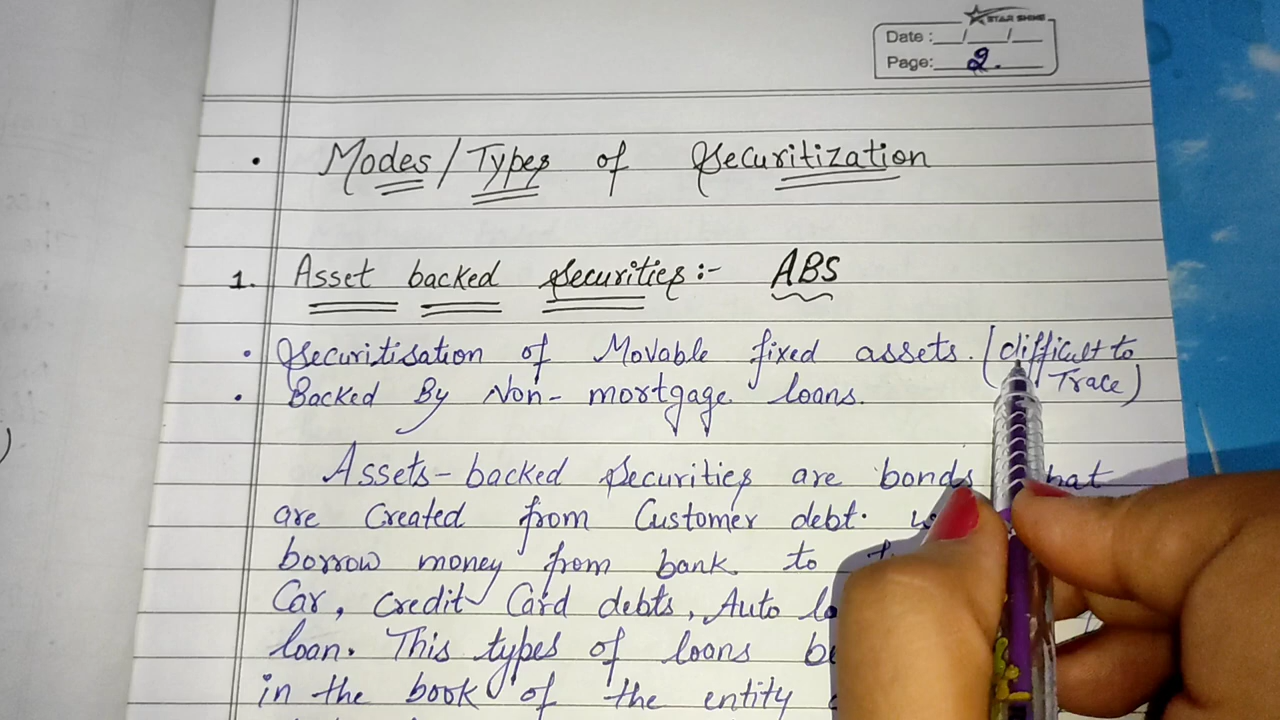 STAR SHINE
Date : __/__/__
Page: 2.
• Modes / Types of Securitization
1. Asset backed Securities :- ABS
• Securitisation of Movable fixed assets. (difficult to Trace)
• Backed By Non- mortgage loans.
Assets-backed Securities are bonds
are Created from Customer debt.
borrow money from bank to
Car, Credit Card debts, Auto
loan. This types of loans
in the book of the entity